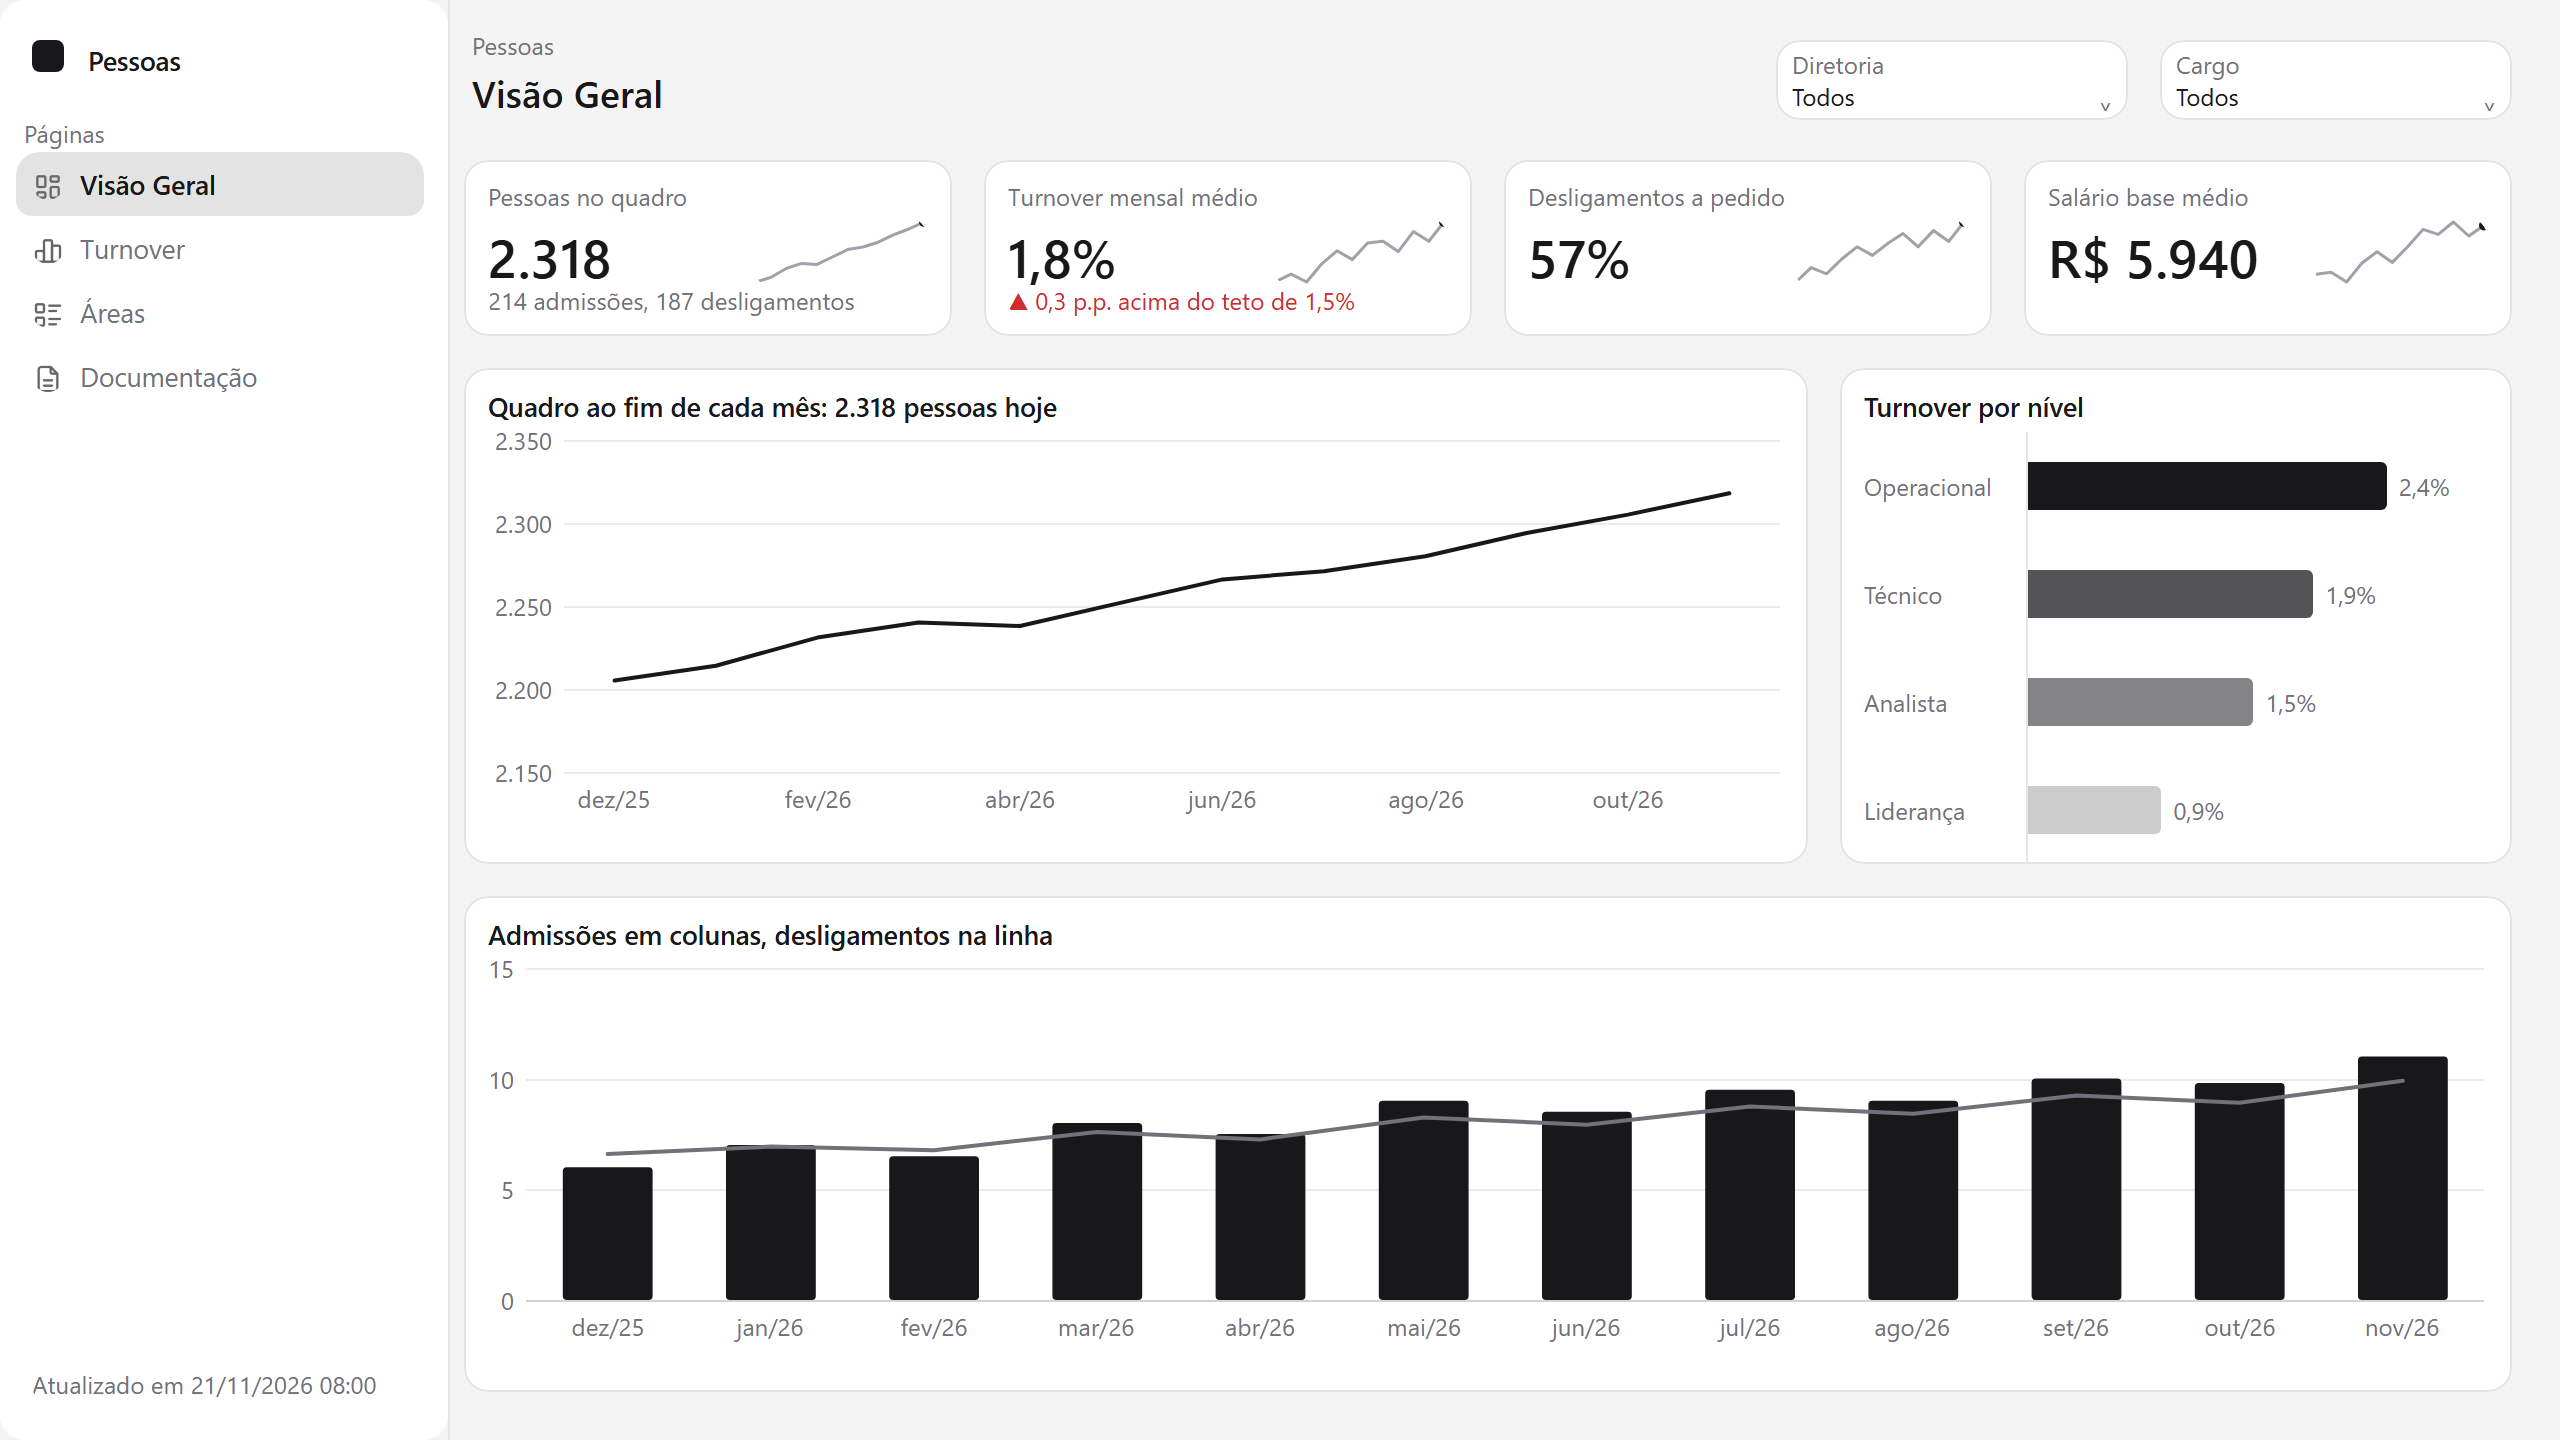 Pessoas
Páginas
Visão Geral
Turnover
Áreas
Documentação
Atualizado em 21/11/2026 08:00
Pessoas
Visão Geral
Diretoria
Todos
Cargo
Todos
Pessoas no quadro
2.318
214 admissões, 187 desligamentos
Turnover mensal médio
1,8%
▲ 0,3 p.p. acima do teto de 1,5%
Desligamentos a pedido
57%
Salário base médio
R$ 5.940
Quadro ao fim de cada mês: 2.318 pessoas hoje
2.350
2.300
2.250
2.200
2.150
dez/25 fev/26 abr/26 jun/26 ago/26 out/26
Turnover por nível
Operacional 2,4%
Técnico 1,9%
Analista 1,5%
Liderança 0,9%
Admissões em colunas, desligamentos na linha
15
10
5
0
dez/25 jan/26 fev/26 mar/26 abr/26 mai/26 jun/26 jul/26 ago/26 set/26 out/26 nov/26